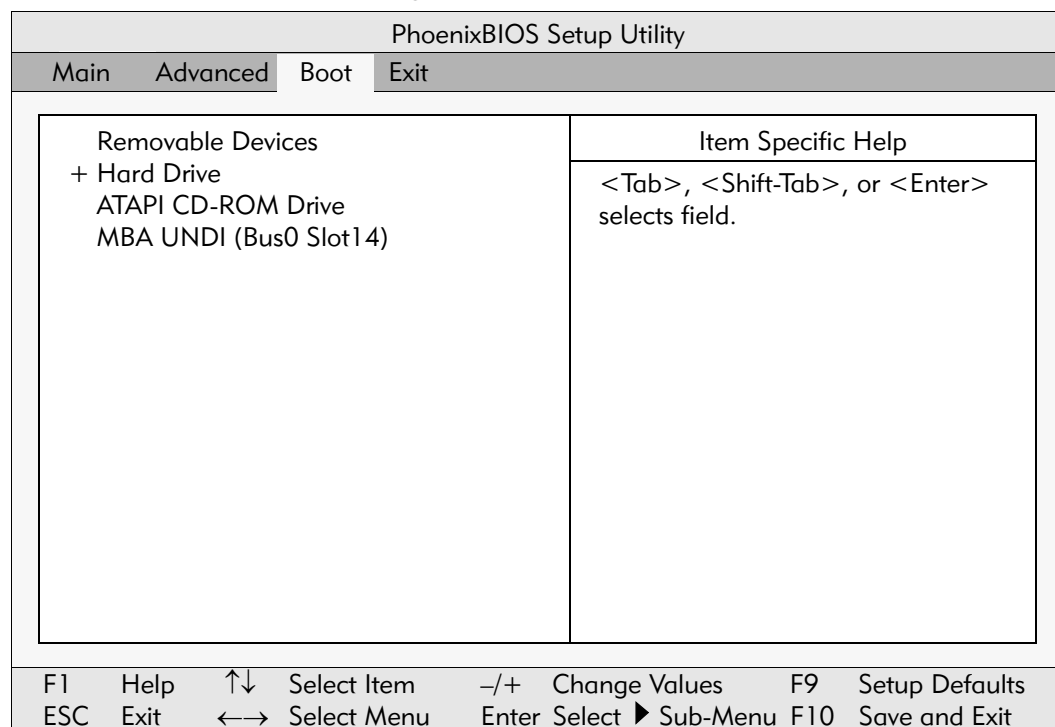 PhoenixBIOS Setup Utility
Main Advanced Boot Exit
Removable Devices
+ Hard Drive
ATAPI CD-ROM Drive
MBA UNDI (Bus0 Slot14)
Item Specific Help
<Tab>, <Shift-Tab>, or <Enter>
selects field.
F1 Help ↑↓ Select Item –/+ Change Values F9 Setup Defaults
ESC Exit ←→ Select Menu Enter Select ▶ Sub-Menu F10 Save and Exit